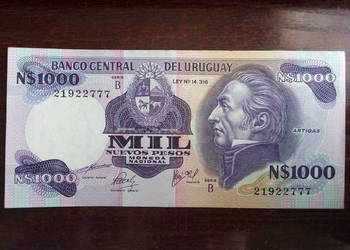 BANCO CENTRAL DEL URUGUAY
N$1000
SERIE
B
21922777
LEY Nº 14.316
N$1000
ARTIGAS
MIL
NUEVOS PESOS
MONEDA
NACIONAL
N$1000
N$1000
SERIE
B
21922777